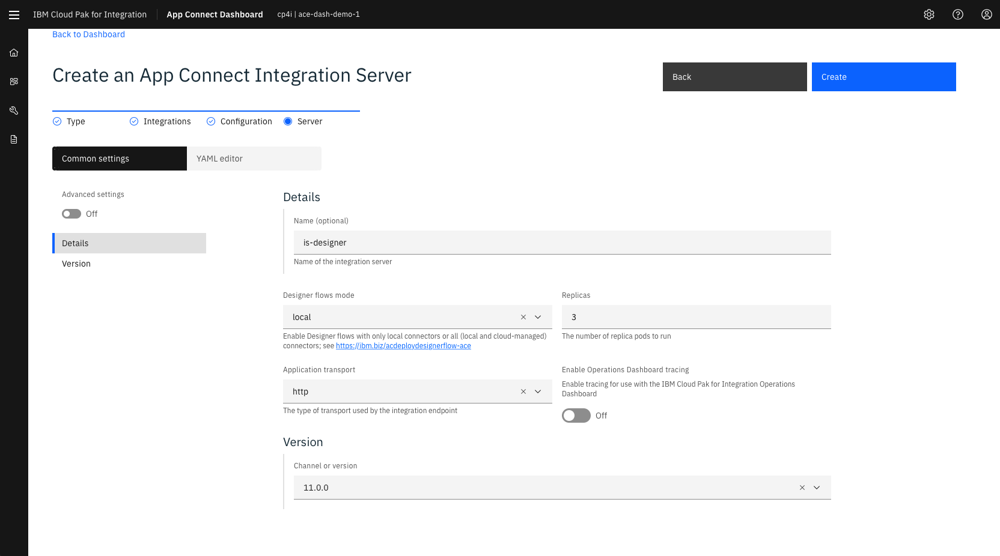 IBM Cloud Pak for Integration
App Connect Dashboard
cp4i | ace-dash-demo-1
Back to Dashboard
Create an App Connect Integration Server
Back
Create
Type
Integrations
Configuration
Server
Common settings
YAML editor
Advanced settings
Off
Details
Version
Details
Name (optional)
is-designer
Name of the integration server
Designer flows mode
local
Enable Designer flows with only local connectors or all (local and cloud-managed)
connectors; see https://ibm.biz/acdeploydesignerflow-ace
Replicas
3
The number of replica pods to run
Application transport
http
The type of transport used by the integration endpoint
Enable Operations Dashboard tracing
Enable tracing for use with the IBM Cloud Pak for Integration Operations
Dashboard
Off
Version
Channel or version
11.0.0